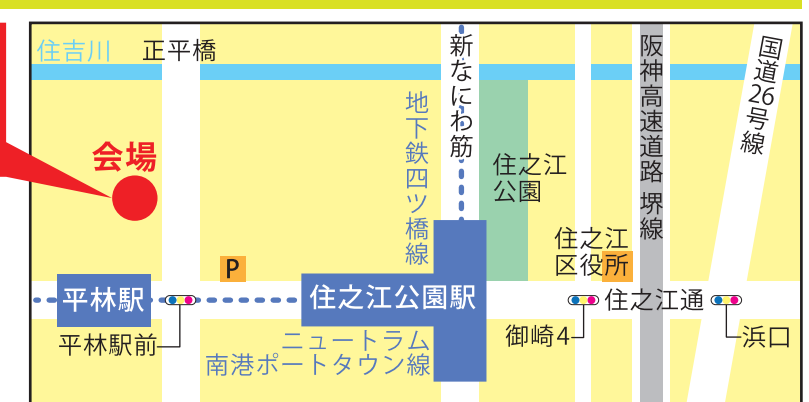 住吉川
正平橋
新なにわ筋
阪神高速道路 堺線
国道26号線
地下鉄四ツ橋線
会場
住之江
公園
住之江
区役所
P
平林駅
住之江公園駅
住之江通
平林駅前
ニュートラム
南港ポートタウン線
御崎4
浜口